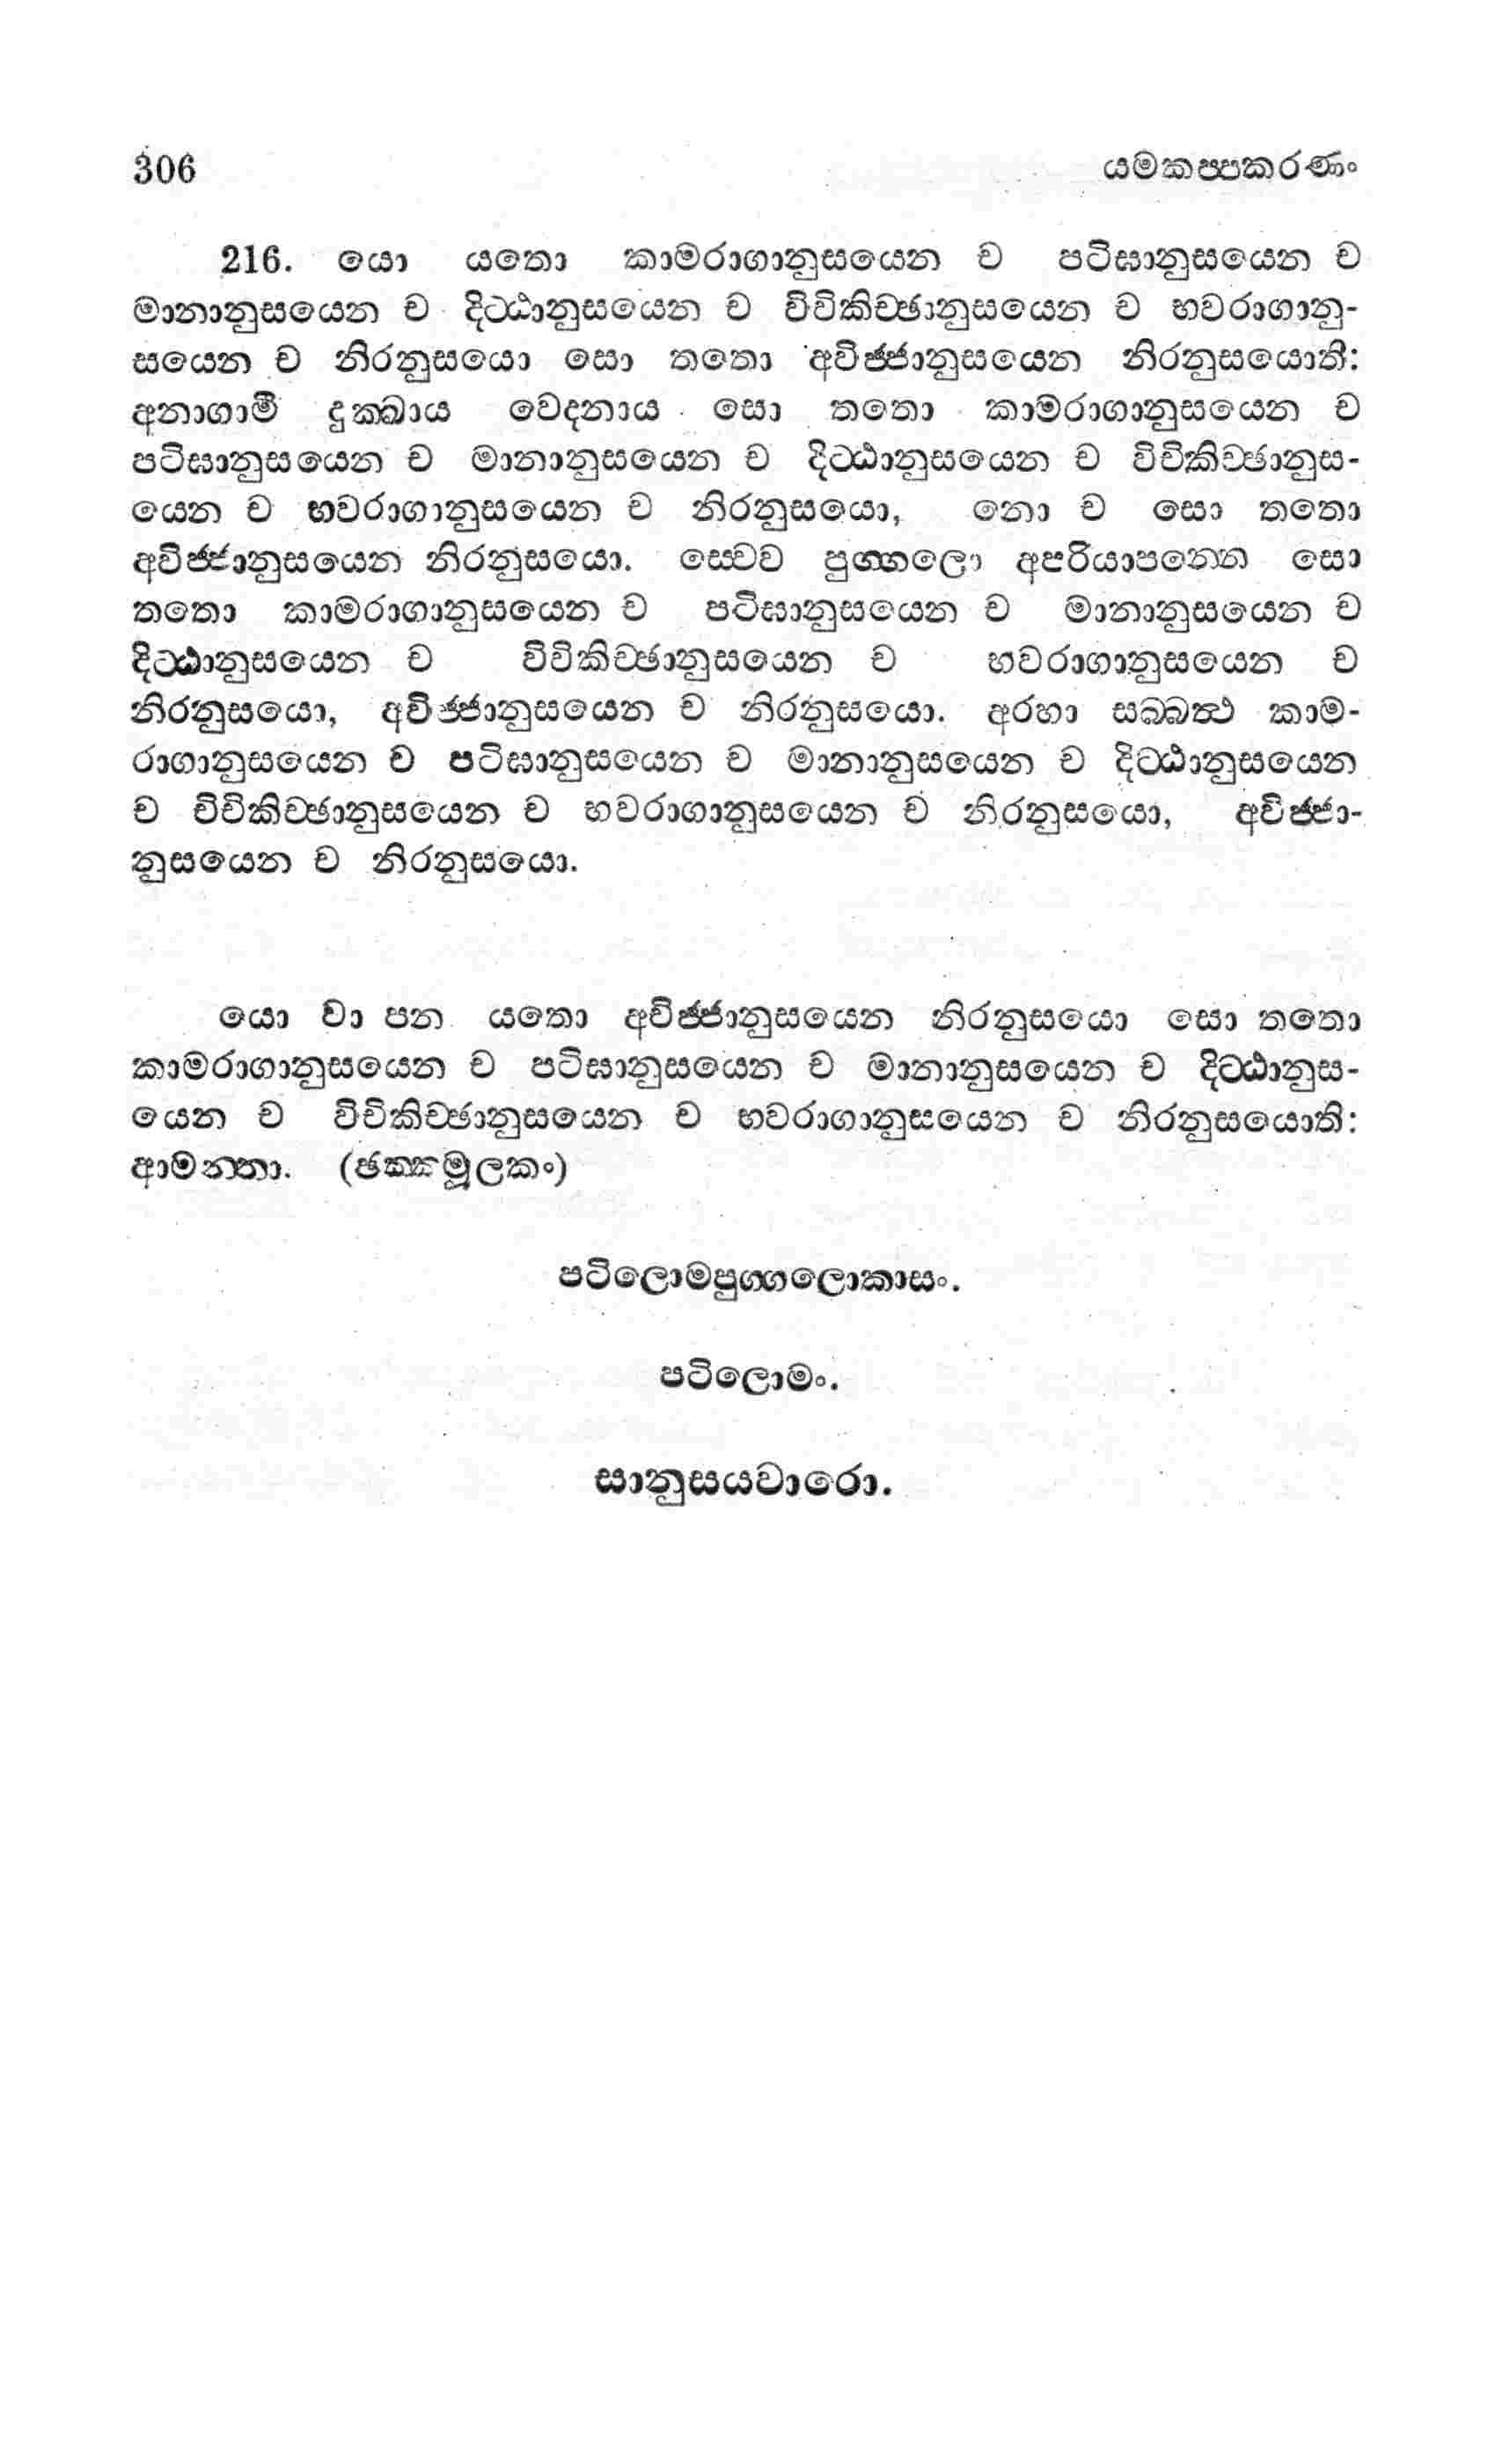 306 යමකප්පකරණං
216. යො යතො කාමරාගානුසයෙන ච පටිඝානුසයෙන ච
මානානුසයෙන ච දිට්ඨානුසයෙන ච විචිකිච්ඡානුසයෙන ච භවරාගානු-
සයෙන ච නිරනුසයො සො තතො අවිජ්ජානුසයෙන නිරනුසයොති:
අනාගාමී දුක්ඛාය වෙදනාය සො තතො කාමරාගානුසයෙන ච
පටිඝානුසයෙන ච මානානුසයෙන ච දිට්ඨානුසයෙන ච විචිකිච්ඡානුස-
යෙන ච භවරාගානුසයෙන ච නිරනුසයො, නො ච සො තතො
අවිජ්ජානුසයෙන නිරනුසයො. ස්වෙව පුග්ගලො අපරියාපන්නෙ සො
තතො කාමරාගානුසයෙන ච පටිඝානුසයෙන ච මානානුසයෙන ච
දිට්ඨානුසයෙන ච විචිකිච්ඡානුසයෙන ච භවරාගානුසයෙන ච
නිරනුසයො, අවිජ්ජානුසයෙන ච නිරනුසයො. අරහා සබ්බත්ථ කාම-
රාගානුසයෙන ච පටිඝානුසයෙන ච මානානුසයෙන ච දිට්ඨානුසයෙන
ච විචිකිච්ඡානුසයෙන ච භවරාගානුසයෙන ච නිරනුසයො, අවිජ්ජා-
නුසයෙන ච නිරනුසයො.
යො වා පන යතො අවිජ්ජානුසයෙන නිරනුසයො සො තතො
කාමරාගානුසයෙන ච පටිඝානුසයෙන ච මානානුසයෙන ච දිට්ඨානුස-
යෙන ච විචිකිච්ඡානුසයෙන ච භවරාගානුසයෙන ච නිරනුසයොති:
ආමන්තා. (ඡක්කමූලකං)
පටිලොමපුග්ගලොකාසං.
පටිලොමං.
සානුසයවාරො.